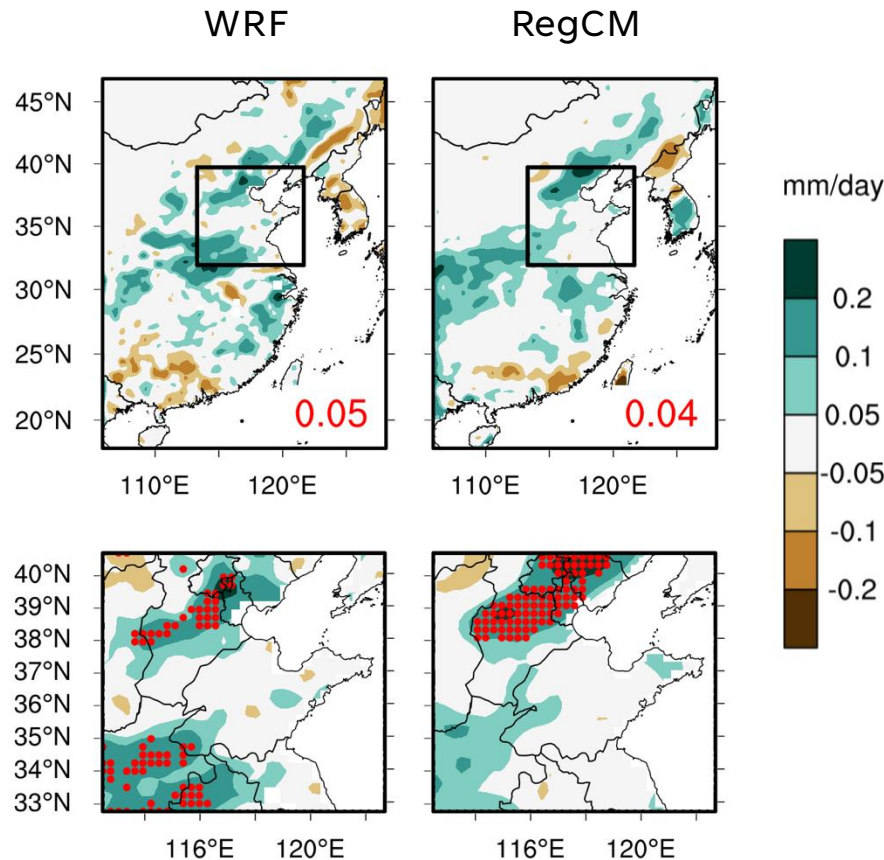 WRF RegCM
45°N
40°N
35°N
30°N
25°N
20°N
0.05 0.04
110°E 120°E 110°E 120°E
mm/day
0.2
0.1
0.05
-0.05
-0.1
-0.2
40°N
39°N
38°N
37°N
36°N
35°N
34°N
33°N
116°E 120°E 116°E 120°E